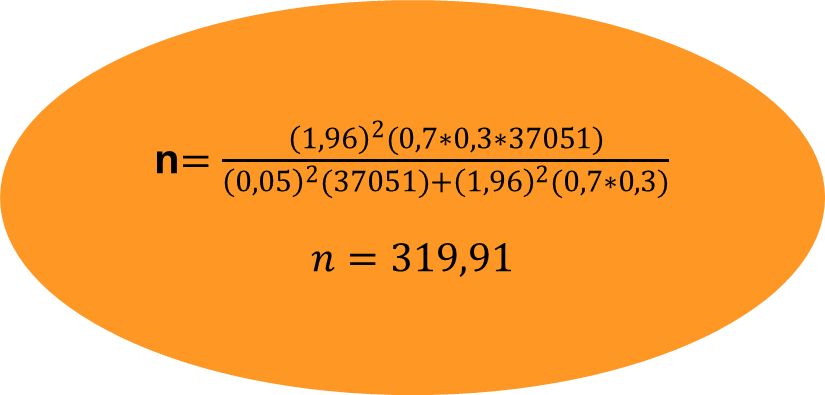 n= (1,96)²(0,7*0,3*37051)
(0,05)²(37051)+(1,96)²(0,7*0,3)
n = 319,91